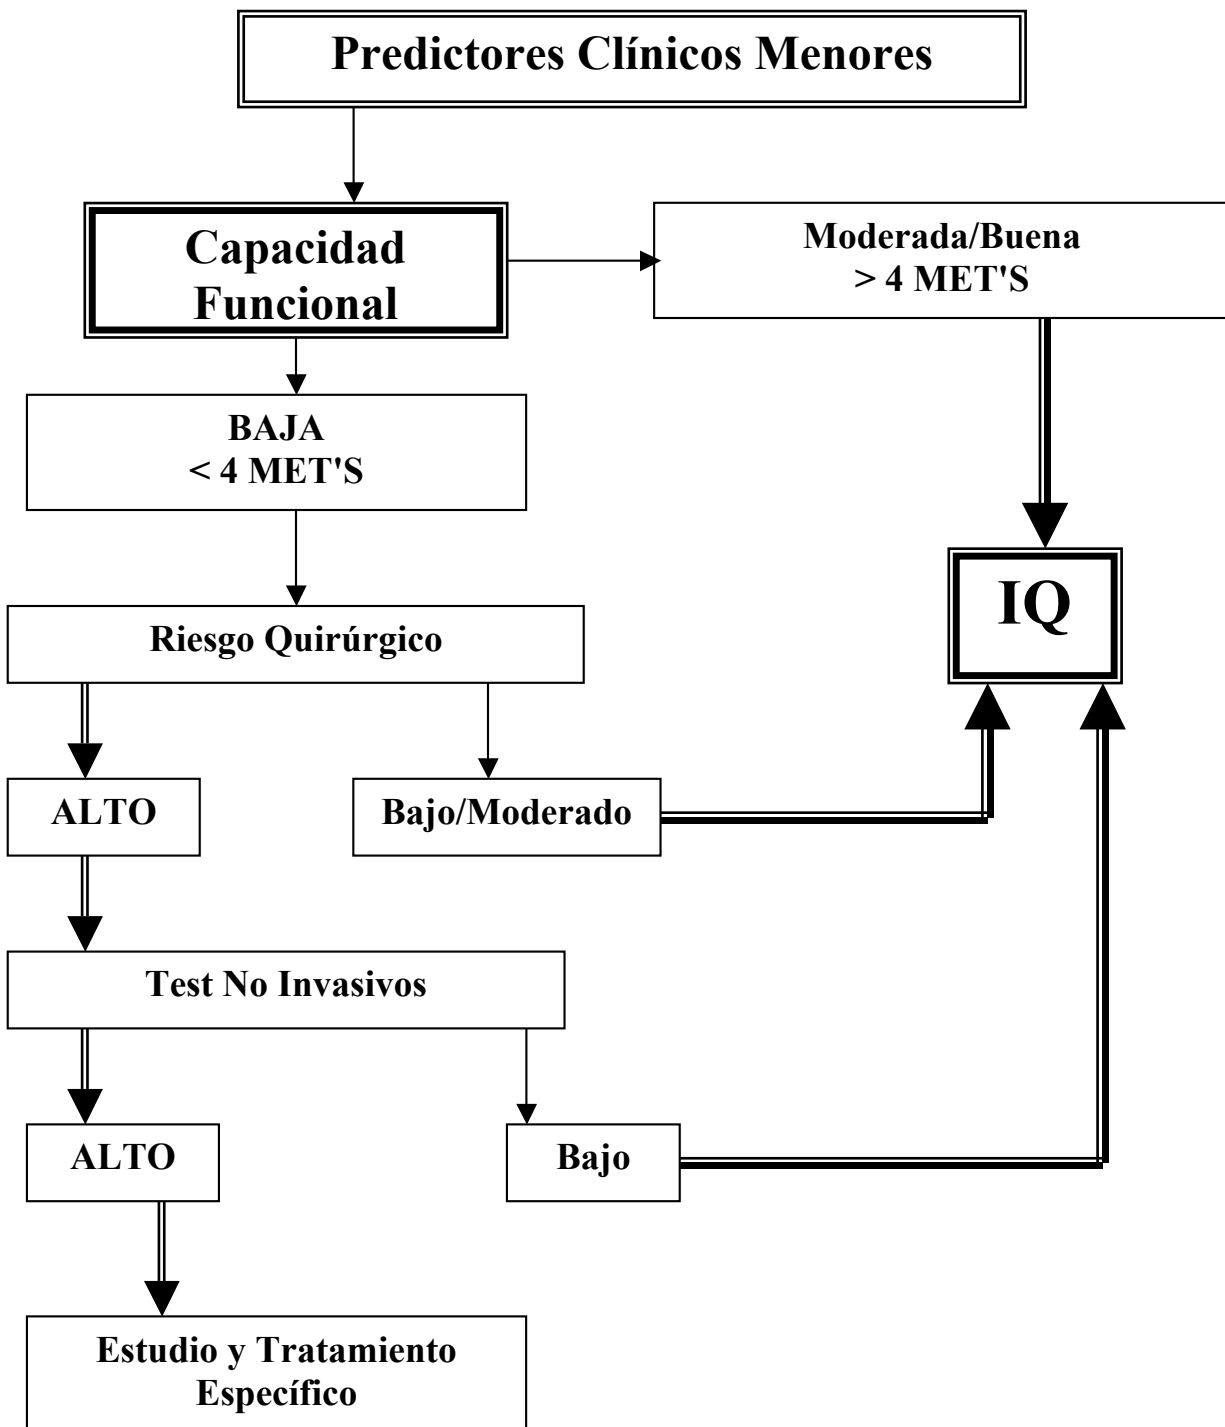 Predictores Clínicos Menores
Capacidad
Funcional
Moderada/Buena
> 4 MET'S
BAJA
< 4 MET'S
IQ
Riesgo Quirúrgico
ALTO
Bajo/Moderado
Test No Invasivos
ALTO
Bajo
Estudio y Tratamiento
Específico